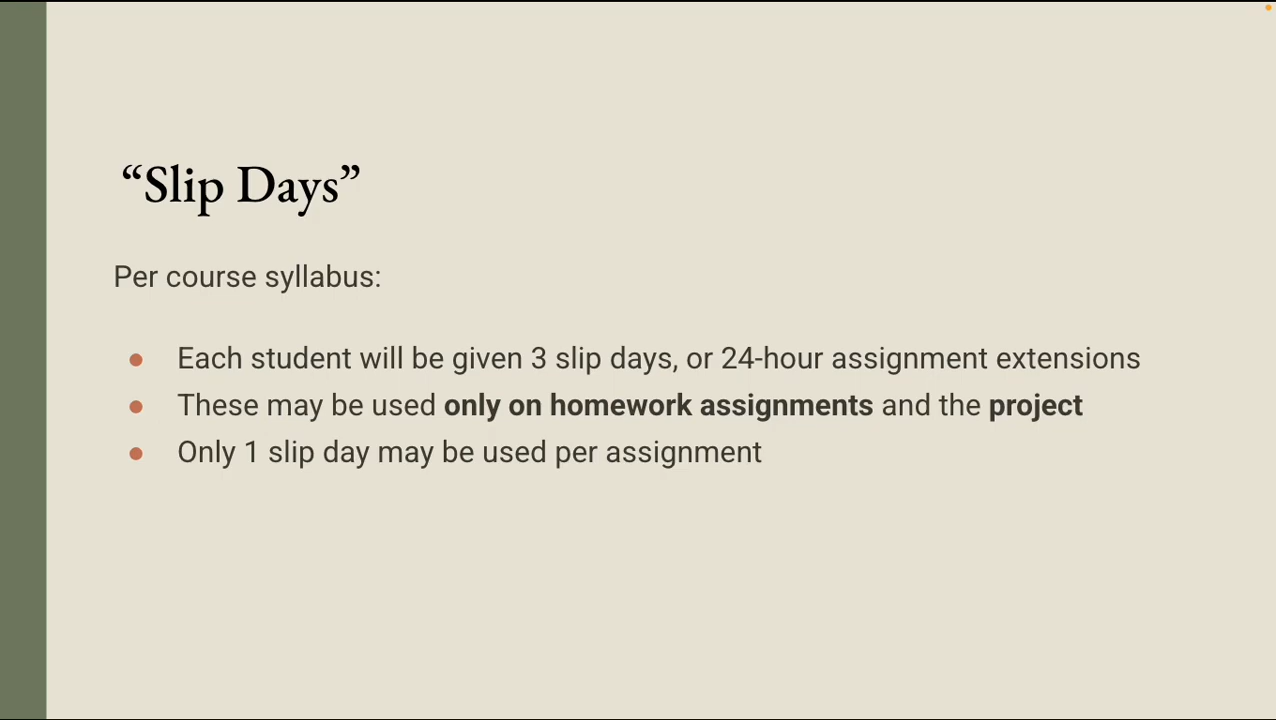 “Slip Days”
Per course syllabus:
● Each student will be given 3 slip days, or 24-hour assignment extensions
● These may be used only on homework assignments and the project
● Only 1 slip day may be used per assignment